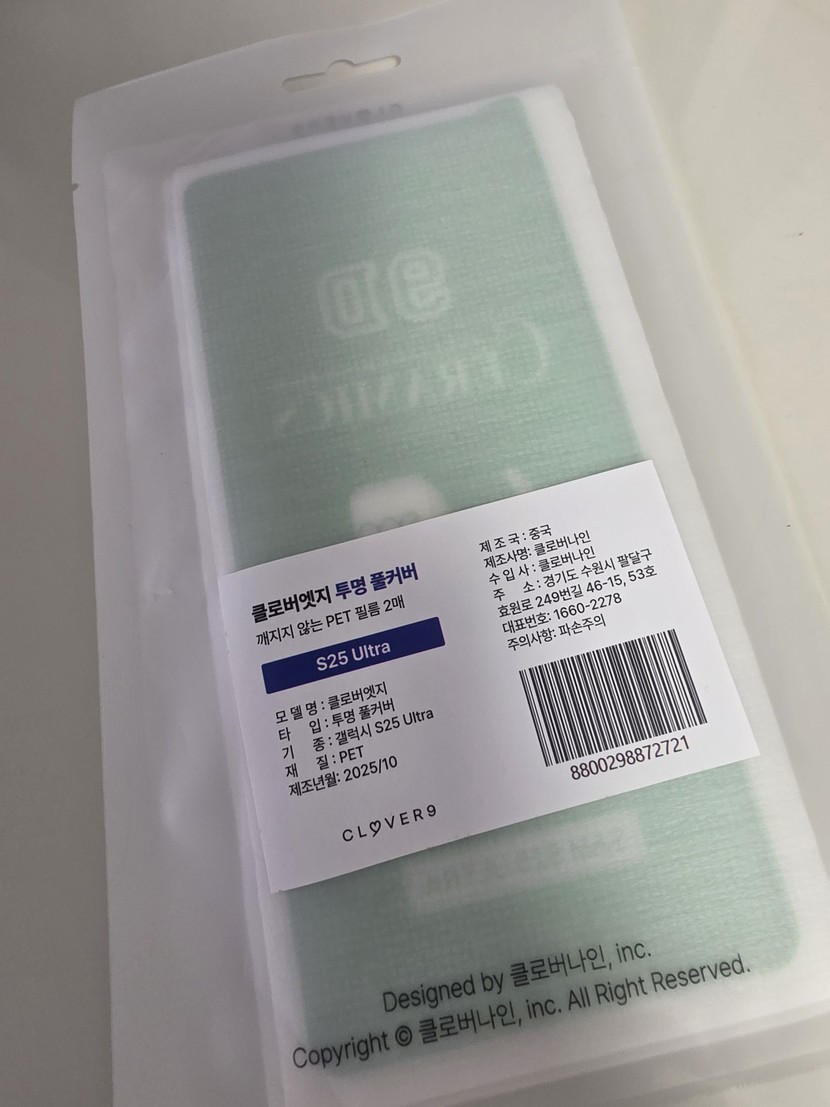 9D
CERAMICS
클로버엣지 투명 풀커버
깨지지 않는 PET 필름 2매
S25 Ultra
모 델 명 : 클로버엣지
타 입 : 투명 풀커버
기 종 : 갤럭시 S25 Ultra
재 질 : PET
제조년월: 2025/10
CLOVER9
제 조 국 : 중국
제조사명: 클로버나인
수 입 사 : 클로버나인
주 소 : 경기도 수원시 팔달구
효원로 249번길 46-15, 53호
대표번호: 1660-2278
주의사항: 파손주의
8800298872721
Designed by 클로버나인, inc.
Copyright © 클로버나인, inc. All Right Reserved.